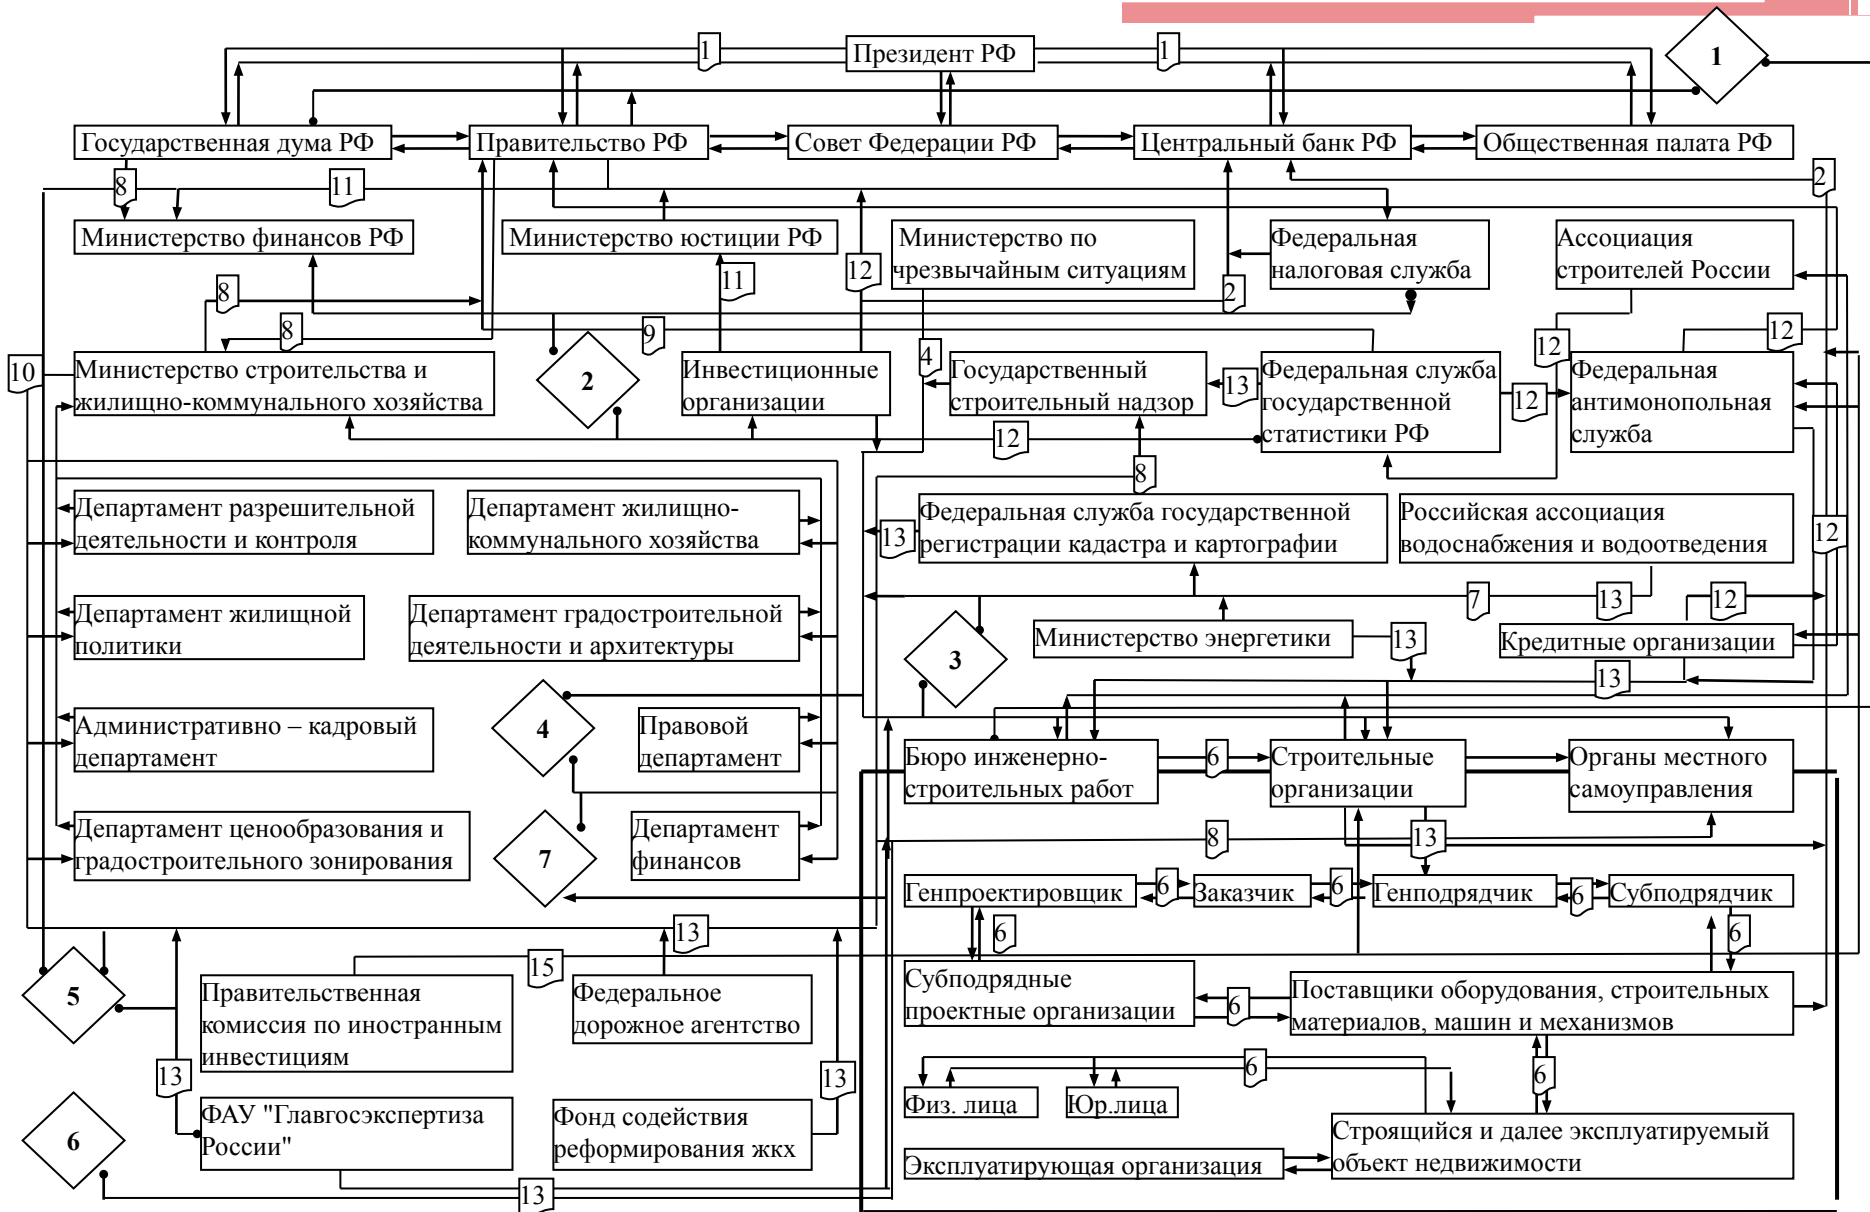 1
1
Президент РФ
1
Государственная дума РФ
Правительство РФ
Совет Федерации РФ
Центральный банк РФ
Общественная палата РФ
8
11
2
Министерство финансов РФ
Министерство юстиции РФ
Министерство по
чрезвычайным ситуациям
Федеральная
налоговая служба
Ассоциация
строителей России
8
11
12
2
8
9
4
12
12
10
Министерство строительства и
жилищно-коммунального хозяйства
2
Инвестиционные
организации
Государственный
строительный надзор
13
Федеральная служба
государственной
статистики РФ
12
Федеральная
антимонопольная
служба
12
8
Департамент разрешительной
деятельности и контроля
Департамент жилищно-
коммунального хозяйства
13
Федеральная служба государственной
регистрации кадастра и картографии
Российская ассоциация
водоснабжения и водоотведения
12
7
13
12
Департамент жилищной
политики
Департамент градостроительной
деятельности и архитектуры
3
Министерство энергетики
13
Кредитные организации
13
Административно – кадровый
департамент
4
Правовой
департамент
Бюро инженерно-
строительных работ
6
Строительные
организации
Органы местного
самоуправления
Департамент ценообразования и
градостроительного зонирования
7
Департамент
финансов
8
13
Генпроектировщик
6
Заказчик
6
Генподрядчик
6
Субподрядчик
13
6
6
15
5
Правительственная
комиссия по иностранным
инвестициям
Федеральное
дорожное агентство
Субподрядные
проектные организации
6
Поставщики оборудования, строительных
материалов, машин и механизмов
13
13
6
6
Физ. лица
Юр.лица
6
ФАУ "Главгосэкспертиза
России"
Фонд содействия
реформирования жкх
Строящийся и далее эксплуатируемый
объект недвижимости
Эксплуатирующая организация
13